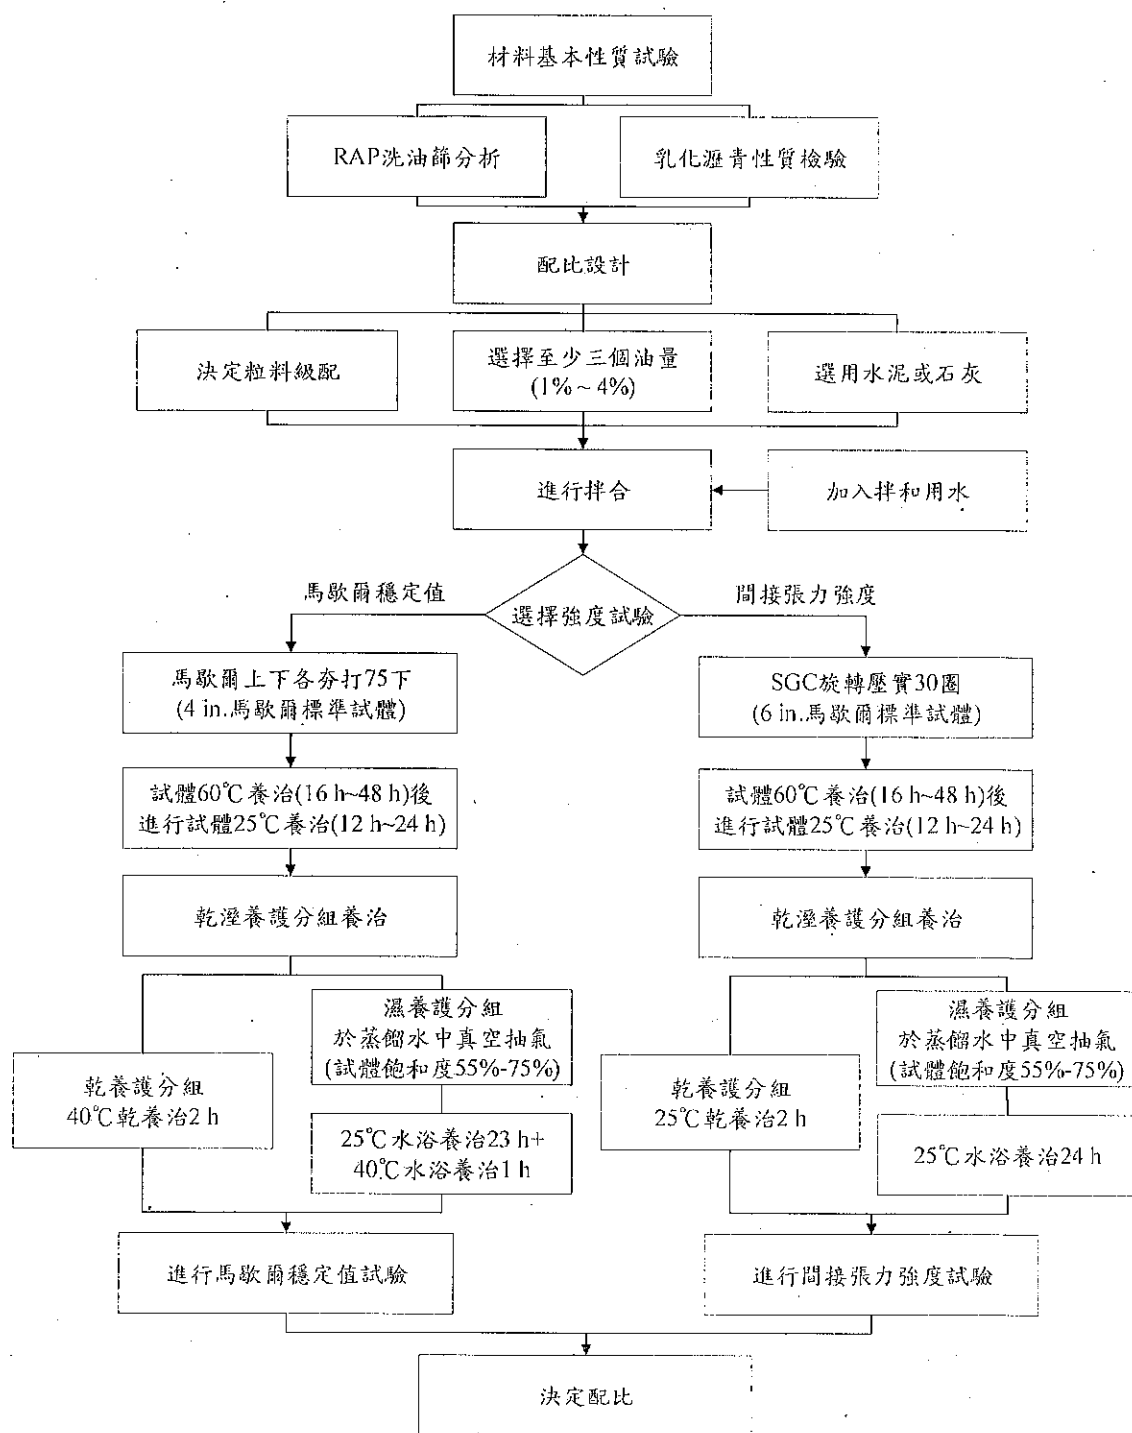 材料基本性質試驗
RAP洗油篩分析
乳化瀝青性質檢驗
配比設計
決定粒料級配
選擇至少三個油量
(1%~4%)
選用水泥或石灰
進行拌合
加入拌和用水
馬歇爾穩定值
選擇強度試驗
間接張力強度
馬歇爾上下各夯打75下
(4 in.馬歇爾標準試體)
SGC旋轉壓實30圈
(6 in.馬歇爾標準試體)
試體60℃養治(16 h~48 h)後
進行試體25℃養治(12 h~24 h)
試體60℃養治(16 h~48 h)後
進行試體25℃養治(12 h~24 h)
乾溼養護分組養治
乾溼養護分組養治
乾養護分組
40℃乾養治2 h
濕養護分組
於蒸餾水中真空抽氣
(試體飽和度55%-75%)
25℃水浴養治23 h+
40℃水浴養治1 h
乾養護分組
25℃乾養治2 h
濕養護分組
於蒸餾水中真空抽氣
(試體飽和度55%-75%)
25℃水浴養治24 h
進行馬歇爾穩定值試驗
進行間接張力強度試驗
決定配比